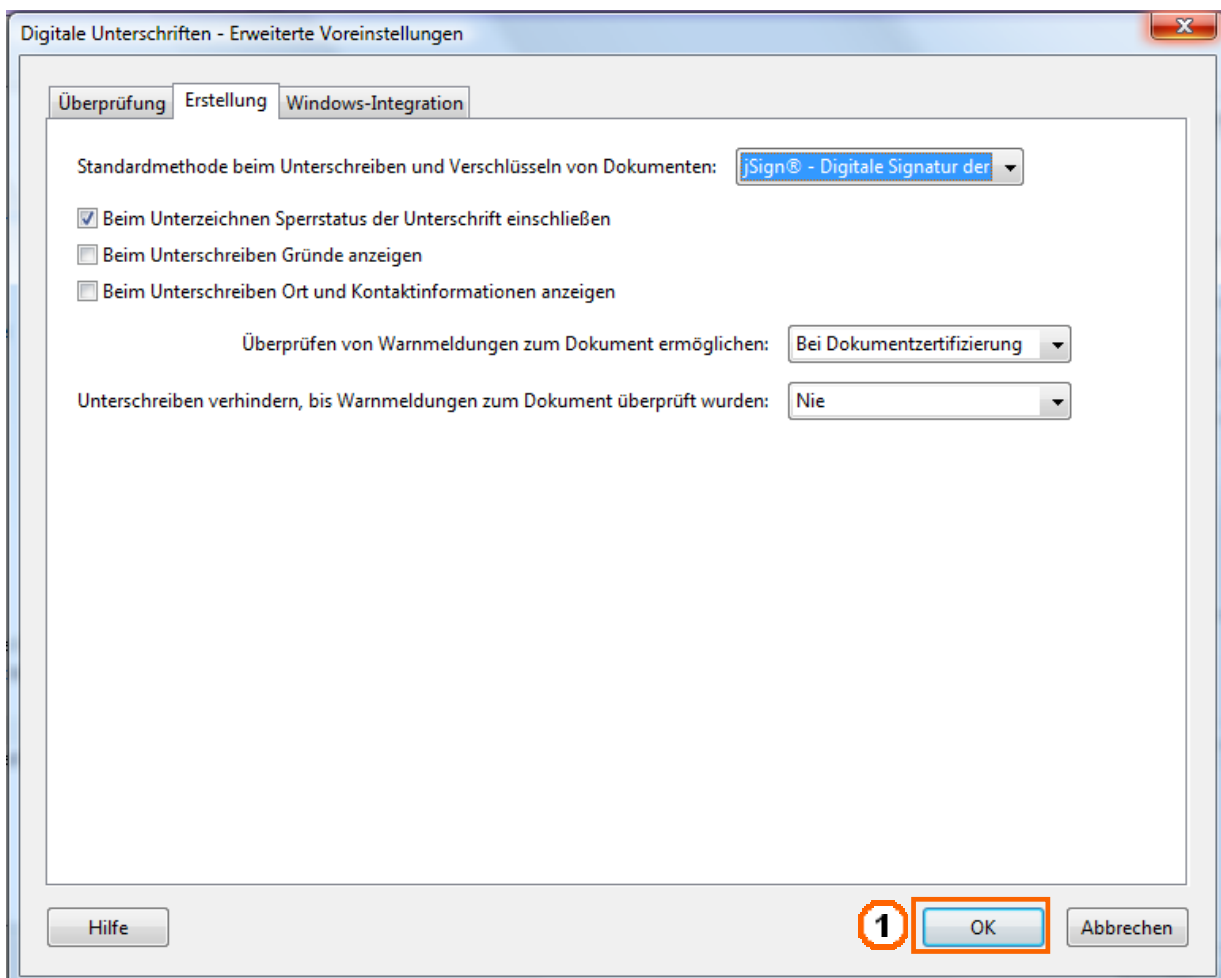 Digitale Unterschriften - Erweiterte Voreinstellungen
Überprüfung Erstellung Windows-Integration
Standardmethode beim Unterschreiben und Verschlüsseln von Dokumenten: jSign® - Digitale Signatur der
Beim Unterzeichnen Sperrstatus der Unterschrift einschließen
Beim Unterschreiben Gründe anzeigen
Beim Unterschreiben Ort und Kontaktinformationen anzeigen
Überprüfen von Warnmeldungen zum Dokument ermöglichen: Bei Dokumentzertifizierung
Unterschreiben verhindern, bis Warnmeldungen zum Dokument überprüft wurden: Nie
Hilfe 1 OK Abbrechen